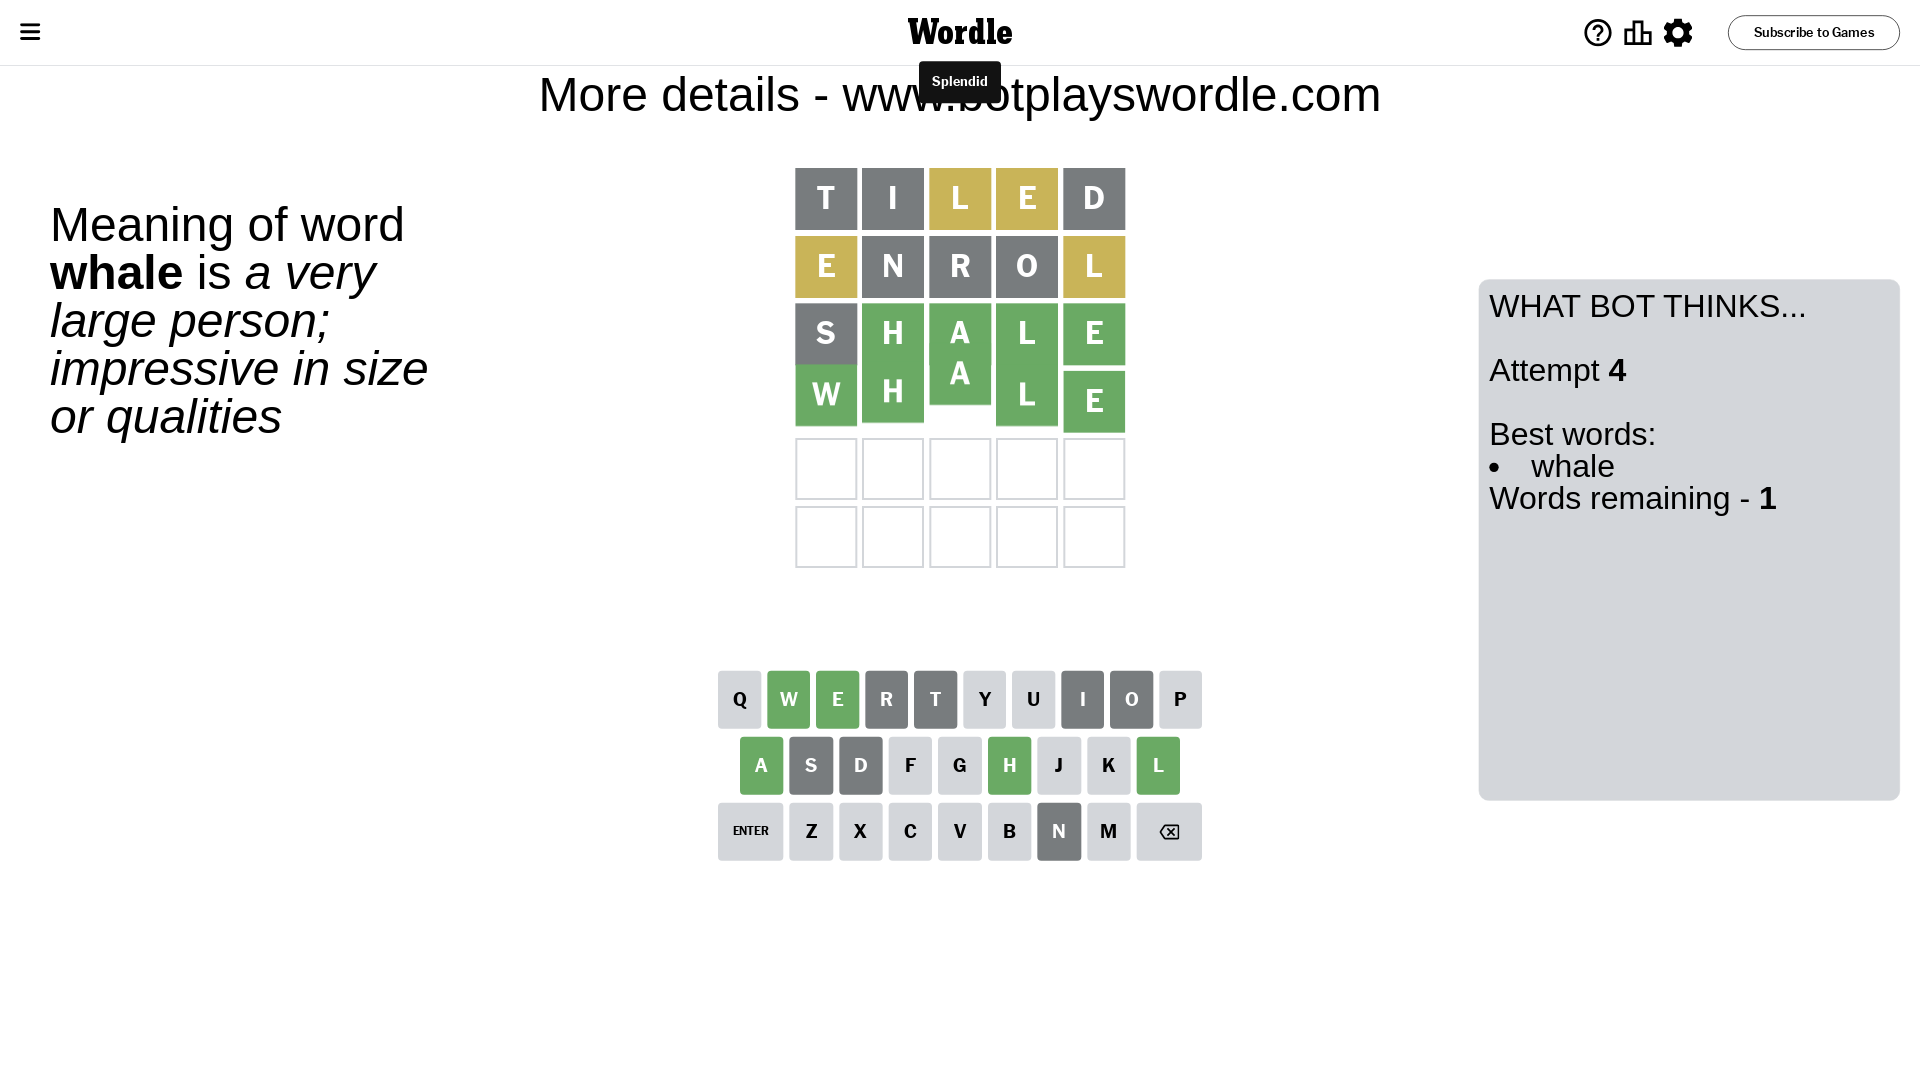 Wordle
Subscribe to Games
Splendid
More details - www.botplayswordle.com
Meaning of word
whale is a very
large person;
impressive in size
or qualities
T I L E D
E N R O L
S H A L E
W H A L E
WHAT BOT THINKS...
Attempt 4
Best words:
• whale
Words remaining - 1
Q W E R T Y U I O P
A S D F G H J K L
ENTER Z X C V B N M